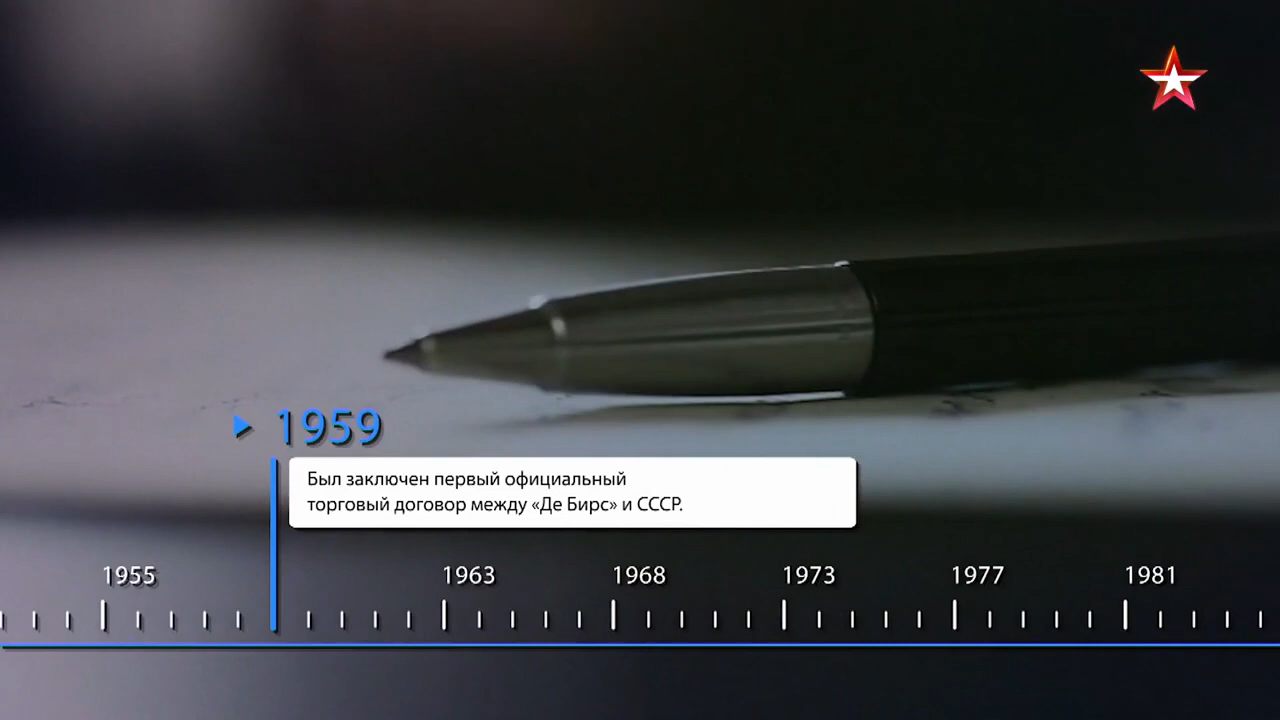 1959
Был заключен первый официальный
торговый договор между «Де Бирс» и СССР.
1955 1963 1968 1973 1977 1981